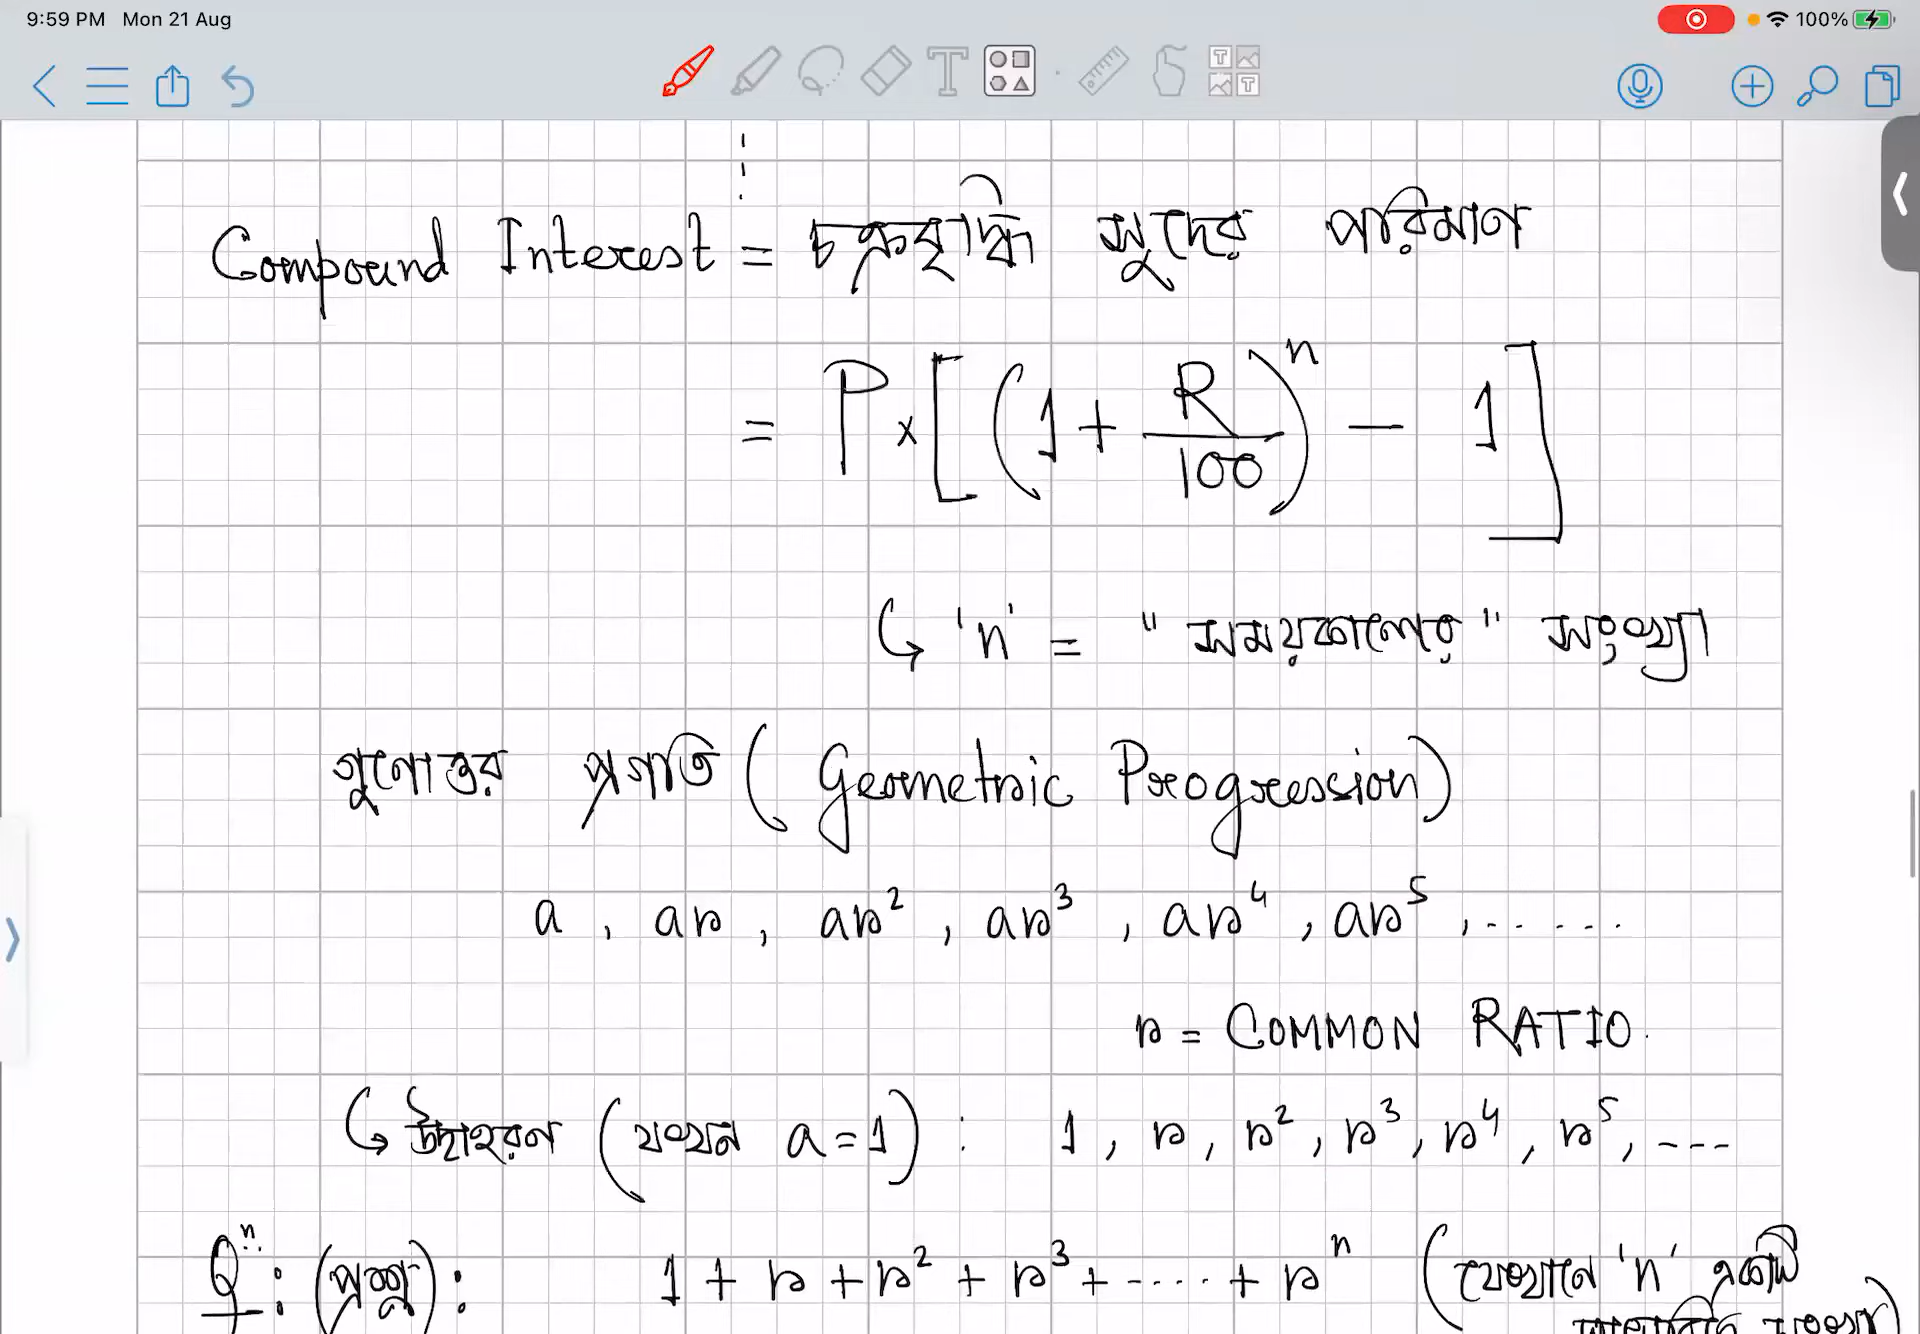 9:59 PM Mon 21 Aug 100%
Compound Interest = চক্রবৃদ্ধি সুদের পরিমাণ
= P × [ (1 + R/100)^n − 1 ]
↳ 'n' = "সময়কালের" সংখ্যা
গুণোত্তর প্রগতি ( Geometric Progression )
a , ar , ar² , ar³ , ar⁴ , ar⁵ , ......
r = COMMON RATIO.
↳ উদাহরণ ( যখন a = 1 ) : 1 , r , r² , r³ , r⁴ , r⁵ , ---
Qⁿ : (প্রশ্ন) : 1 + r + r² + r³ + ..... + rⁿ ( যেখানে 'n' একটি